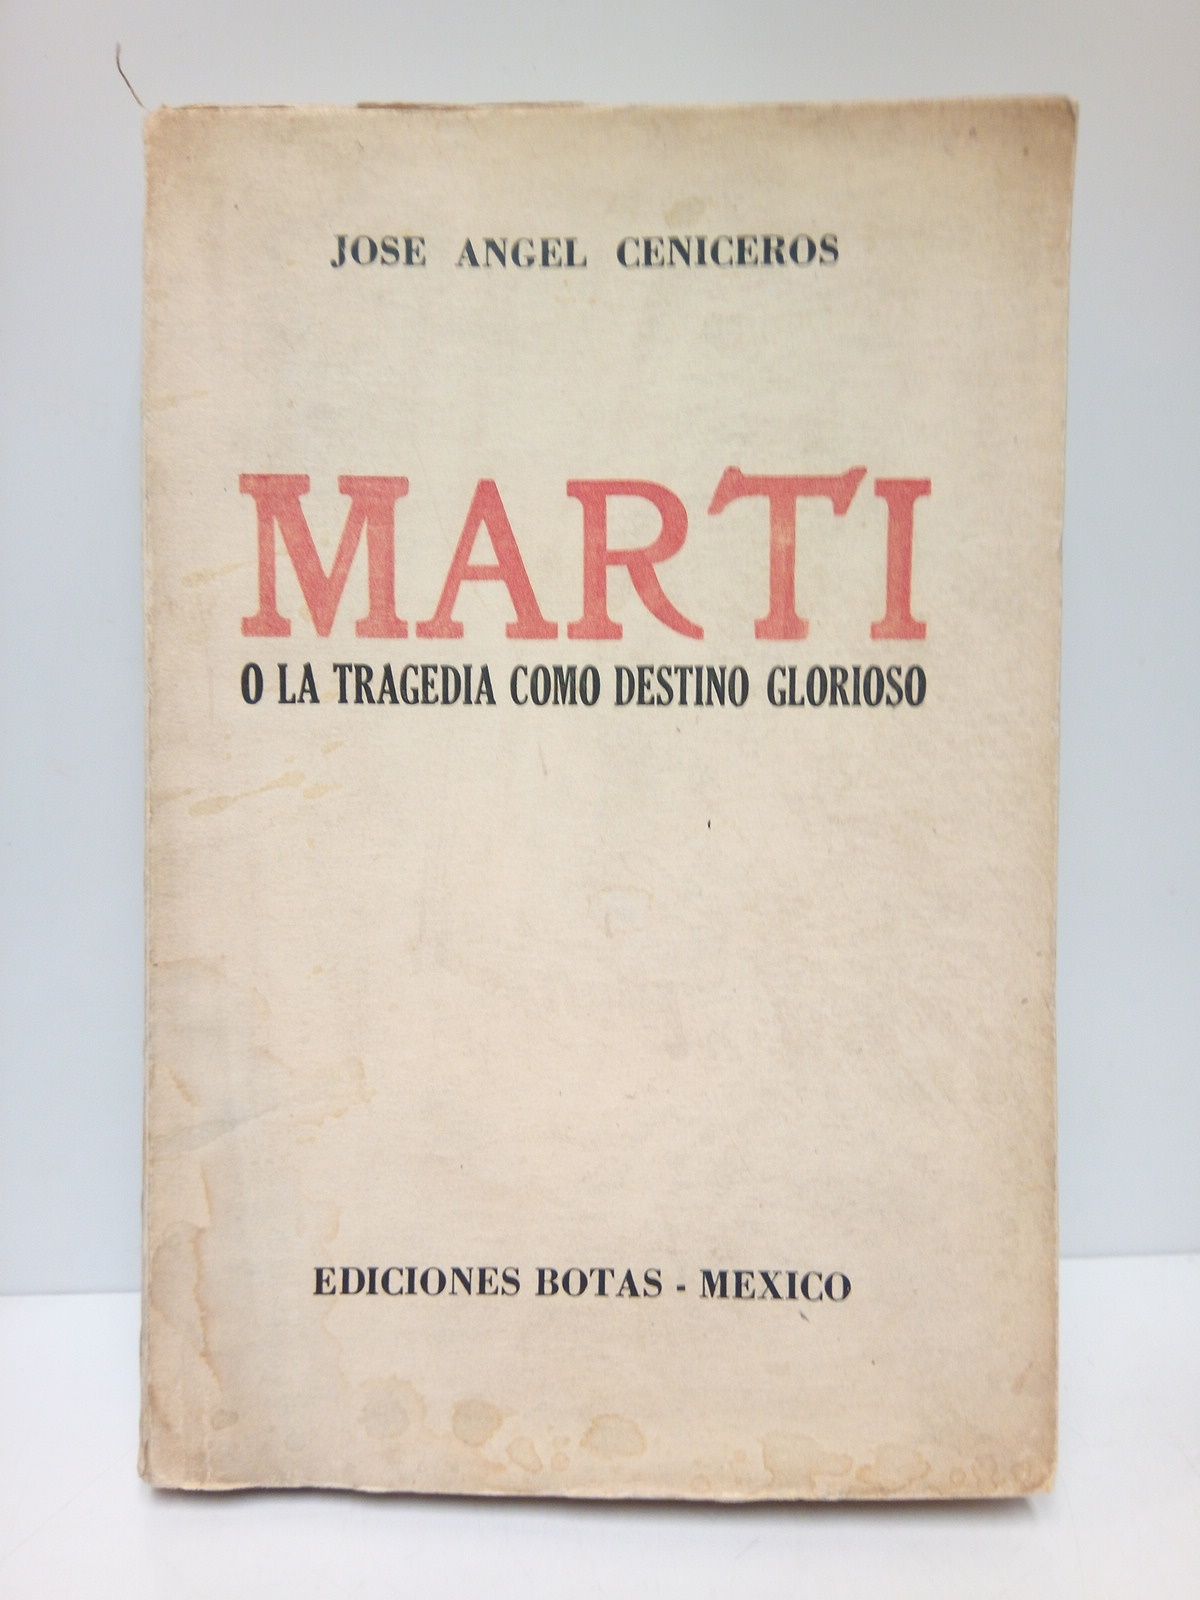 JOSE ANGEL CENICEROS
MARTI
O LA TRAGEDIA COMO DESTINO GLORIOSO
EDICIONES BOTAS - MEXICO